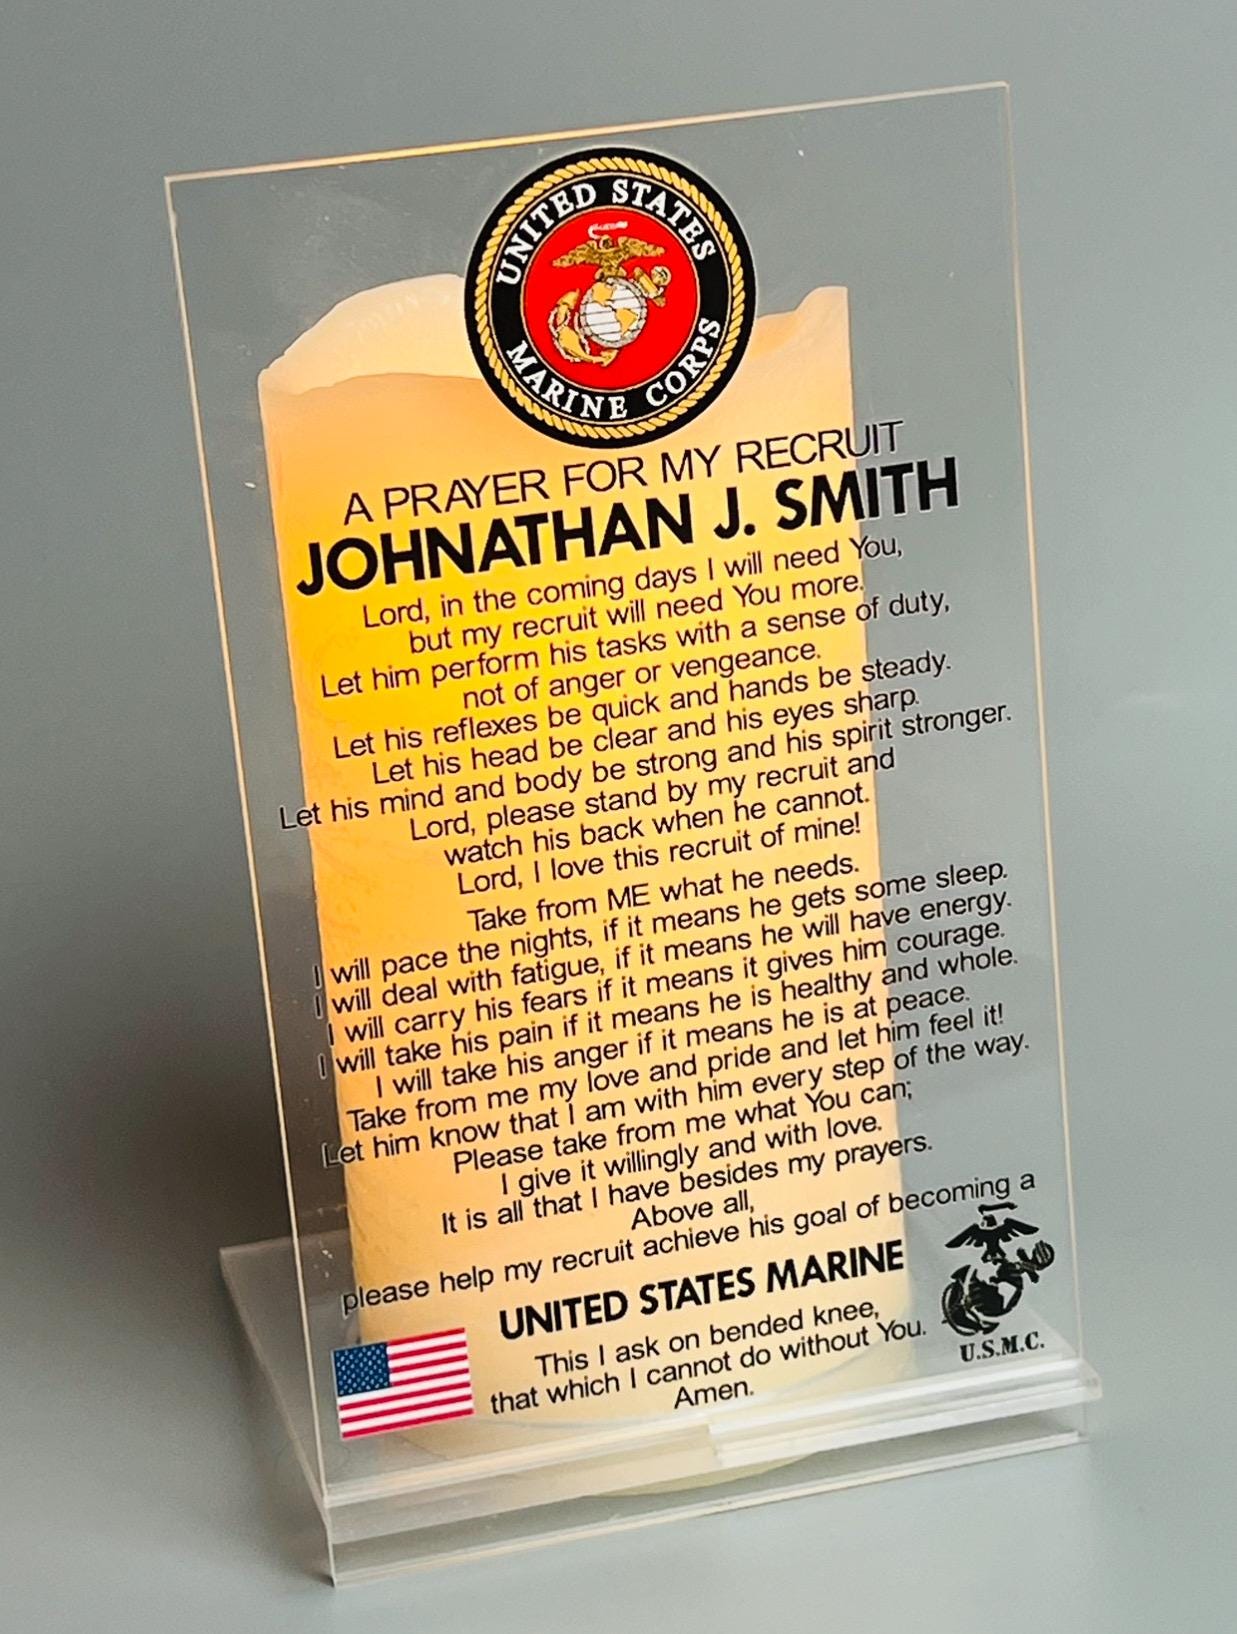 UNITED STATES
MARINE CORPS
A PRAYER FOR MY RECRUIT
JOHNATHAN J. SMITH
Lord, in the coming days I will need You,
but my recruit will need You more.
Let him perform his tasks with a sense of duty,
not of anger or vengeance.
Let his reflexes be quick and hands be steady.
Let his head be clear and his eyes sharp.
Let his mind and body be strong and his spirit stronger.
Lord, please stand by my recruit and
watch his back when he cannot.
Lord, I love this recruit of mine!
Take from ME what he needs.
I will pace the nights, if it means he gets some sleep.
I will deal with fatigue, if it means he will have energy.
I will carry his fears if it means it gives him courage.
I will take his pain if it means he is healthy and whole.
I will take his anger if it means he is at peace.
Take from me my love and pride and let him feel it!
Let him know that I am with him every step of the way.
Please take from me what You can;
I give it willingly and with love.
It is all that I have besides my prayers.
Above all,
please help my recruit achieve his goal of becoming a
UNITED STATES MARINE
This I ask on bended knee,
that which I cannot do without You.
Amen.
U.S.M.C.